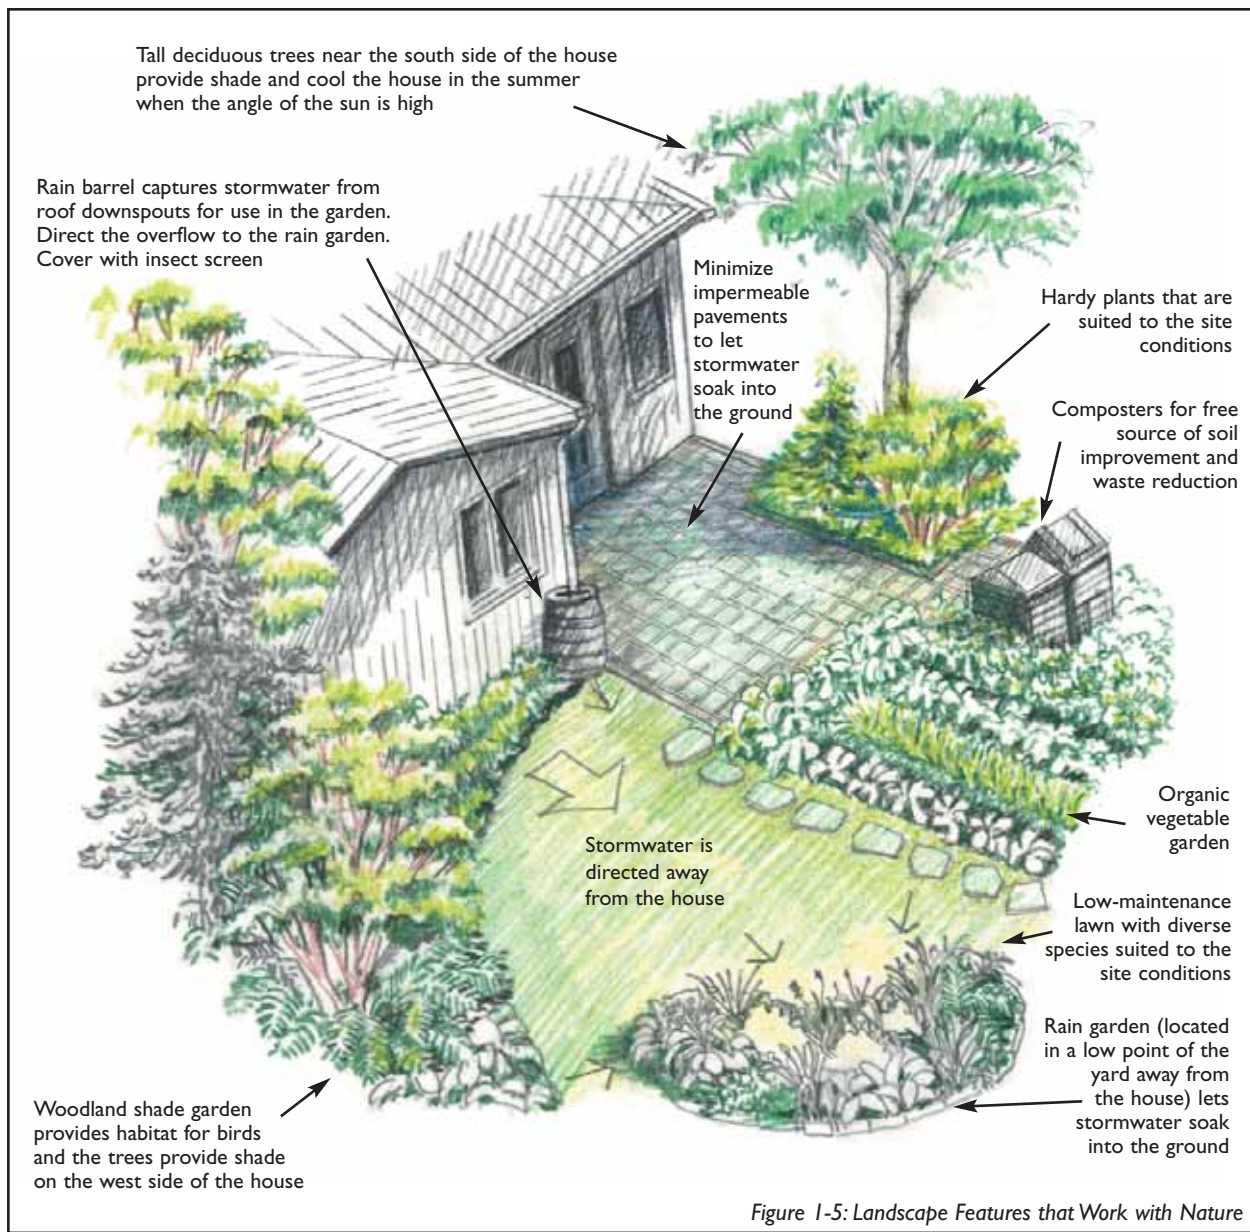 Tall deciduous trees near the south side of the house
provide shade and cool the house in the summer
when the angle of the sun is high
Rain barrel captures stormwater from
roof downspouts for use in the garden.
Direct the overflow to the rain garden.
Cover with insect screen
Minimize
impermeable
pavements
to let
stormwater
soak into
the ground
Hardy plants that are
suited to the site
conditions
Composters for free
source of soil
improvement and
waste reduction
Organic
vegetable
garden
Stormwater is
directed away
from the house
Low-maintenance
lawn with diverse
species suited to the
site conditions
Rain garden (located
in a low point of the
yard away from
the house) lets
stormwater soak
into the ground
Woodland shade garden
provides habitat for birds
and the trees provide shade
on the west side of the house
Figure 1-5: Landscape Features that Work with Nature